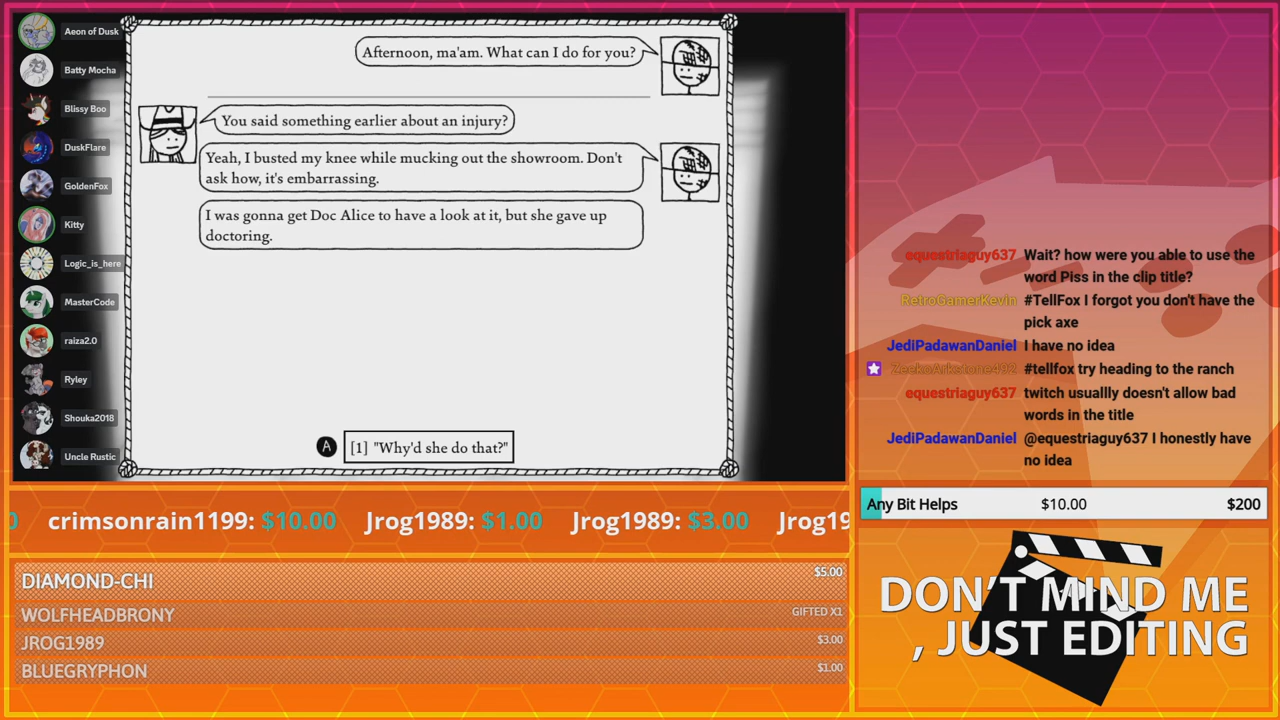 Aeon of Dusk
Batty Mocha
Blissy Boo
DuskFlare
GoldenFox
Kitty
Logic_is_here
MasterCode
raiza2.0
Ryley
Shouka2018
Uncle Rustic
Afternoon, ma'am. What can I do for you?
You said something earlier about an injury?
Yeah, I busted my knee while mucking out the showroom. Don't
ask how, it's embarrassing.
I was gonna get Doc Alice to have a look at it, but she gave up
doctoring.
A [1] "Why'd she do that?"
equestriaguy637 Wait? how were you able to use the
word Piss in the clip title?
RetroGamerKevin #TellFox I forgot you don't have the
pick axe
JediPadawanDaniel I have no idea
ZeekoArkstone492 #tellfox try heading to the ranch
equestriaguy637 twitch usuallly doesn't allow bad
words in the title
JediPadawanDaniel @equestriaguy637 I honestly have
no idea
Any Bit Helps $10.00 $200
0 crimsonrain1199: $10.00 Jrog1989: $1.00 Jrog1989: $3.00 Jrog19
DIAMOND-CHI $5.00
WOLFHEADBRONY GIFTED X1
JROG1989 $3.00
BLUEGRYPHON $1.00
DON'T MIND ME
, JUST EDITING